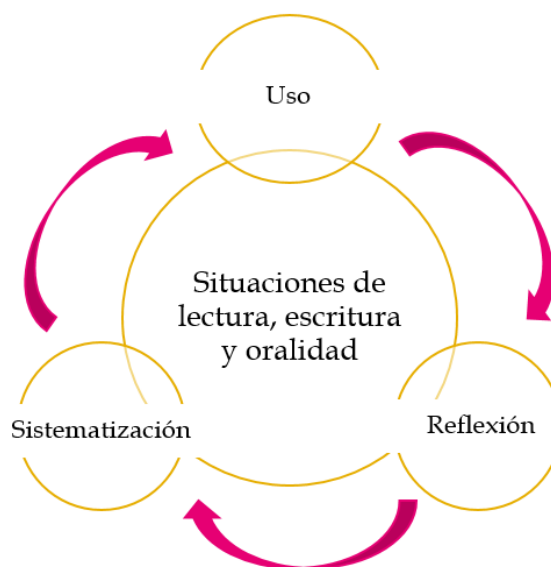 Uso
Situaciones de
lectura, escritura
y oralidad
Sistematización
Reflexión